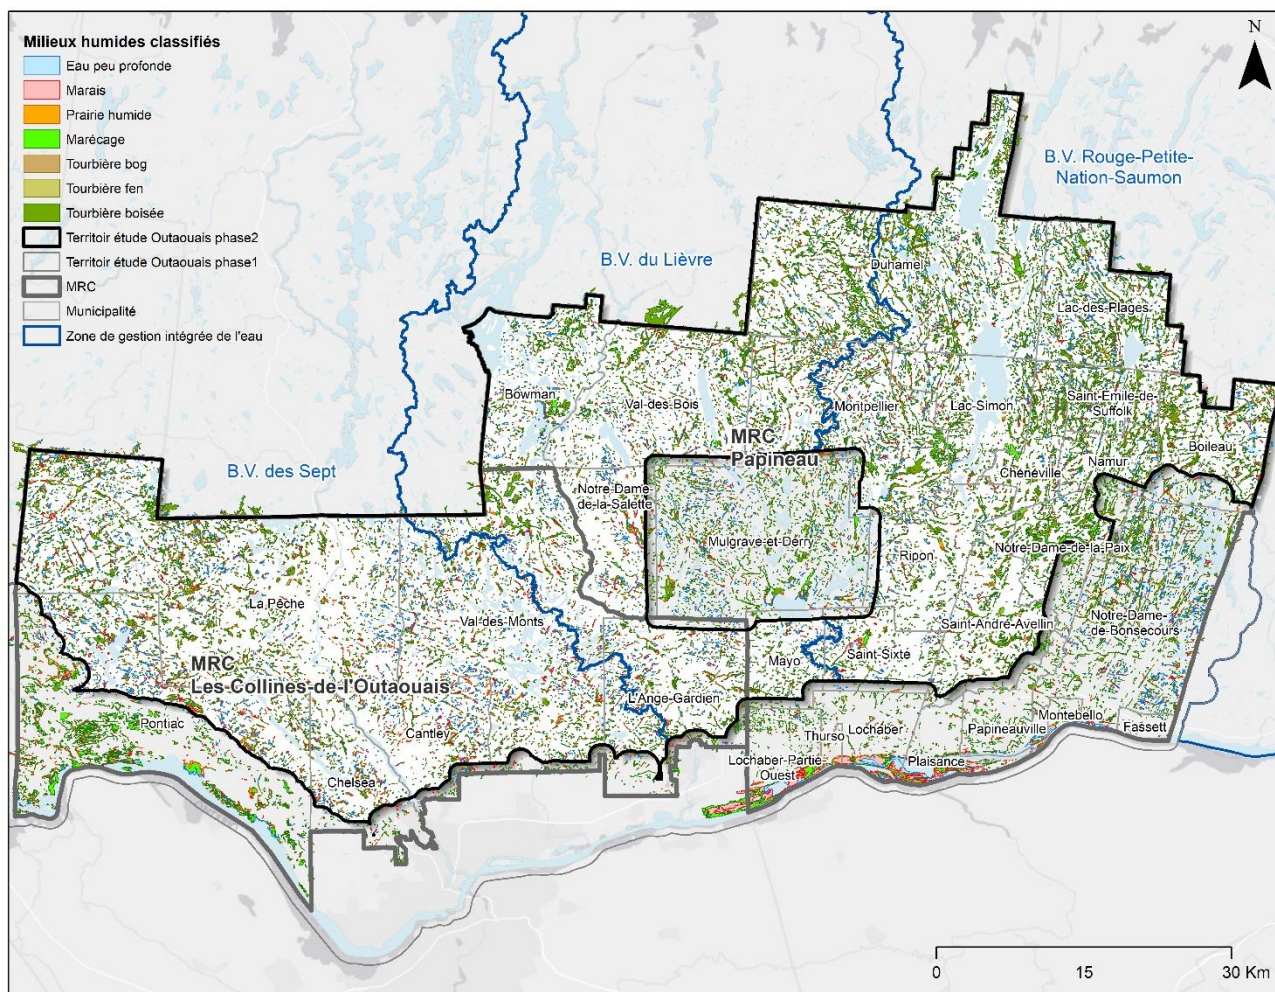 Milieux humides classifiés
Eau peu profonde
Marais
Prairie humide
Marécage
Tourbière bog
Tourbière fen
Tourbière boisée
Territoir étude Outaouais phase2
Territoir étude Outaouais phase1
MRC
Municipalité
Zone de gestion intégrée de l'eau
N
B.V. Rouge-Petite-
Nation-Saumon
B.V. du Lièvre
Duhamel
Lac-des-Plages
Bowman
Val-des-Bois
Montpellier
Lac-Simon
Saint-Émile-de-
Suffolk
MRC
Papineau
Boileau
B.V. des Sept
Chénéville
Namur
Notre-Dame-
de-la-Salette
Mulgrave-et-Derry
Ripon
Notre-Dame-de-la-Paix
La Pêche
Val-des-Monts
Notre-Dame-
de-Bonsecours
Saint-André-Avellin
Mayo
Saint-Sixte
MRC
Les Collines-de-l'Outaouais
L'Ange-Gardien
Pontiac
Cantley
Thurso
Lochaber
Papineauville
Montebello
Fassett
Lochaber-Partie-
Ouest
Plaisance
Chelsea
0
15
30 Km